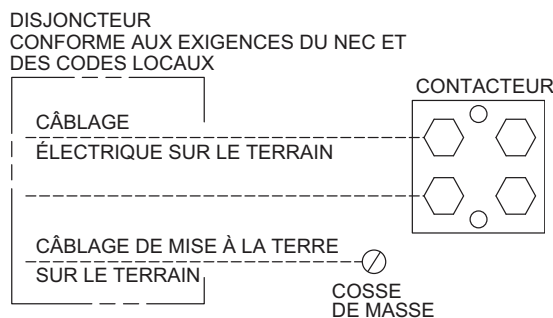 DISJONCTEUR
CONFORME AUX EXIGENCES DU NEC ET
DES CODES LOCAUX
CONTACTEUR
CÂBLAGE
ÉLECTRIQUE SUR LE TERRAIN
CÂBLAGE DE MISE À LA TERRE
SUR LE TERRAIN
COSSE
DE MASSE